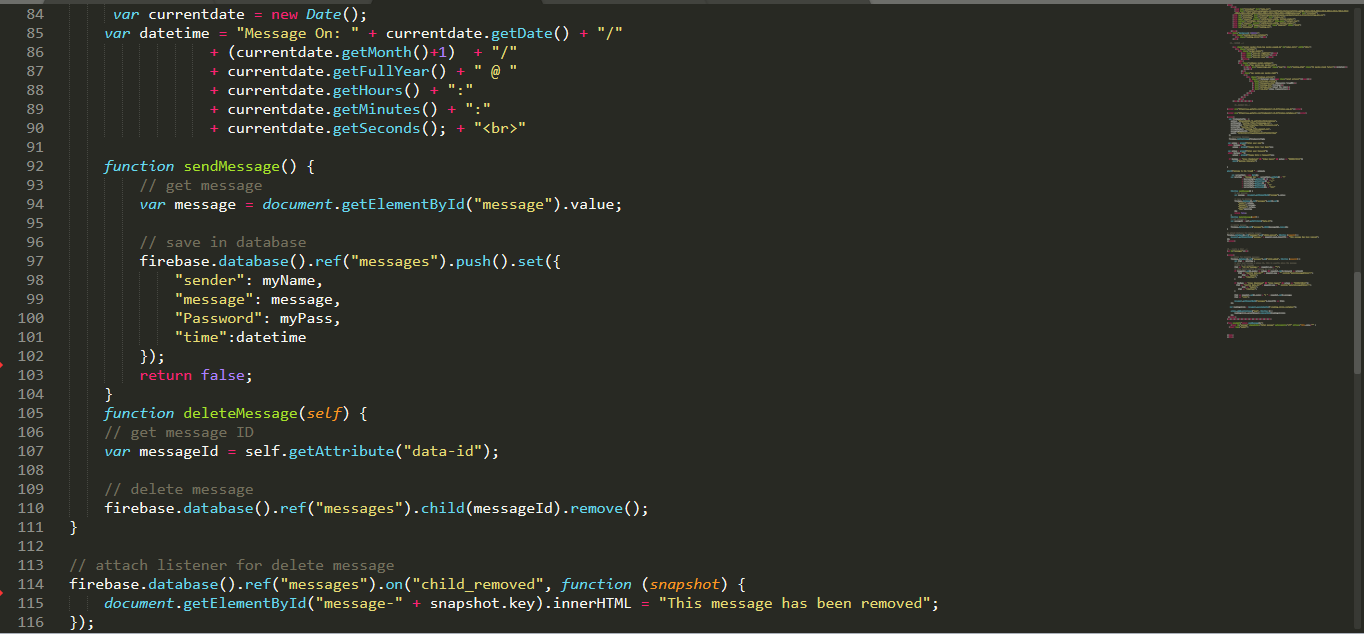 84 var currentdate = new Date();
85 var datetime = "Message On: " + currentdate.getDate() + "/"
86 + (currentdate.getMonth()+1) + "/"
87 + currentdate.getFullYear() + " @ "
88 + currentdate.getHours() + ":"
89 + currentdate.getMinutes() + ":"
90 + currentdate.getSeconds(); + "<br>"
91
92 function sendMessage() {
93 // get message
94 var message = document.getElementById("message").value;
95
96 // save in database
97 firebase.database().ref("messages").push().set({
98 "sender": myName,
99 "message": message,
100 "Password": myPass,
101 "time":datetime
102 });
103 return false;
104 }
105 function deleteMessage(self) {
106 // get message ID
107 var messageId = self.getAttribute("data-id");
108
109 // delete message
110 firebase.database().ref("messages").child(messageId).remove();
111 }
112
113 // attach listener for delete message
114 firebase.database().ref("messages").on("child_removed", function (snapshot) {
115 document.getElementById("message-" + snapshot.key).innerHTML = "This message has been removed";
116 });